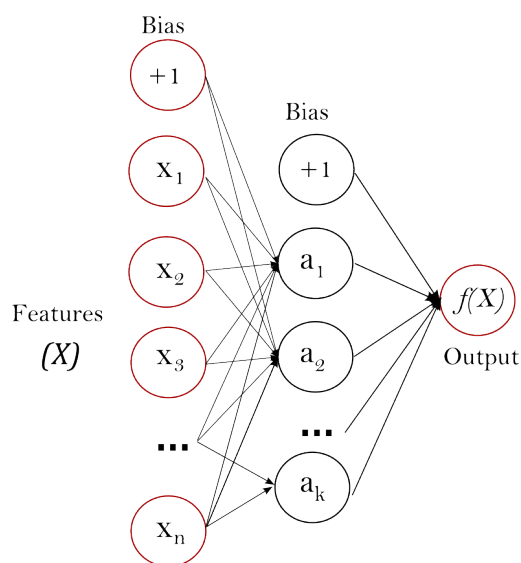 Bias
+1
x1
x2
x3
...
xn
Features
(X)
Bias
+1
a1
a2
...
ak
f(X)
Output